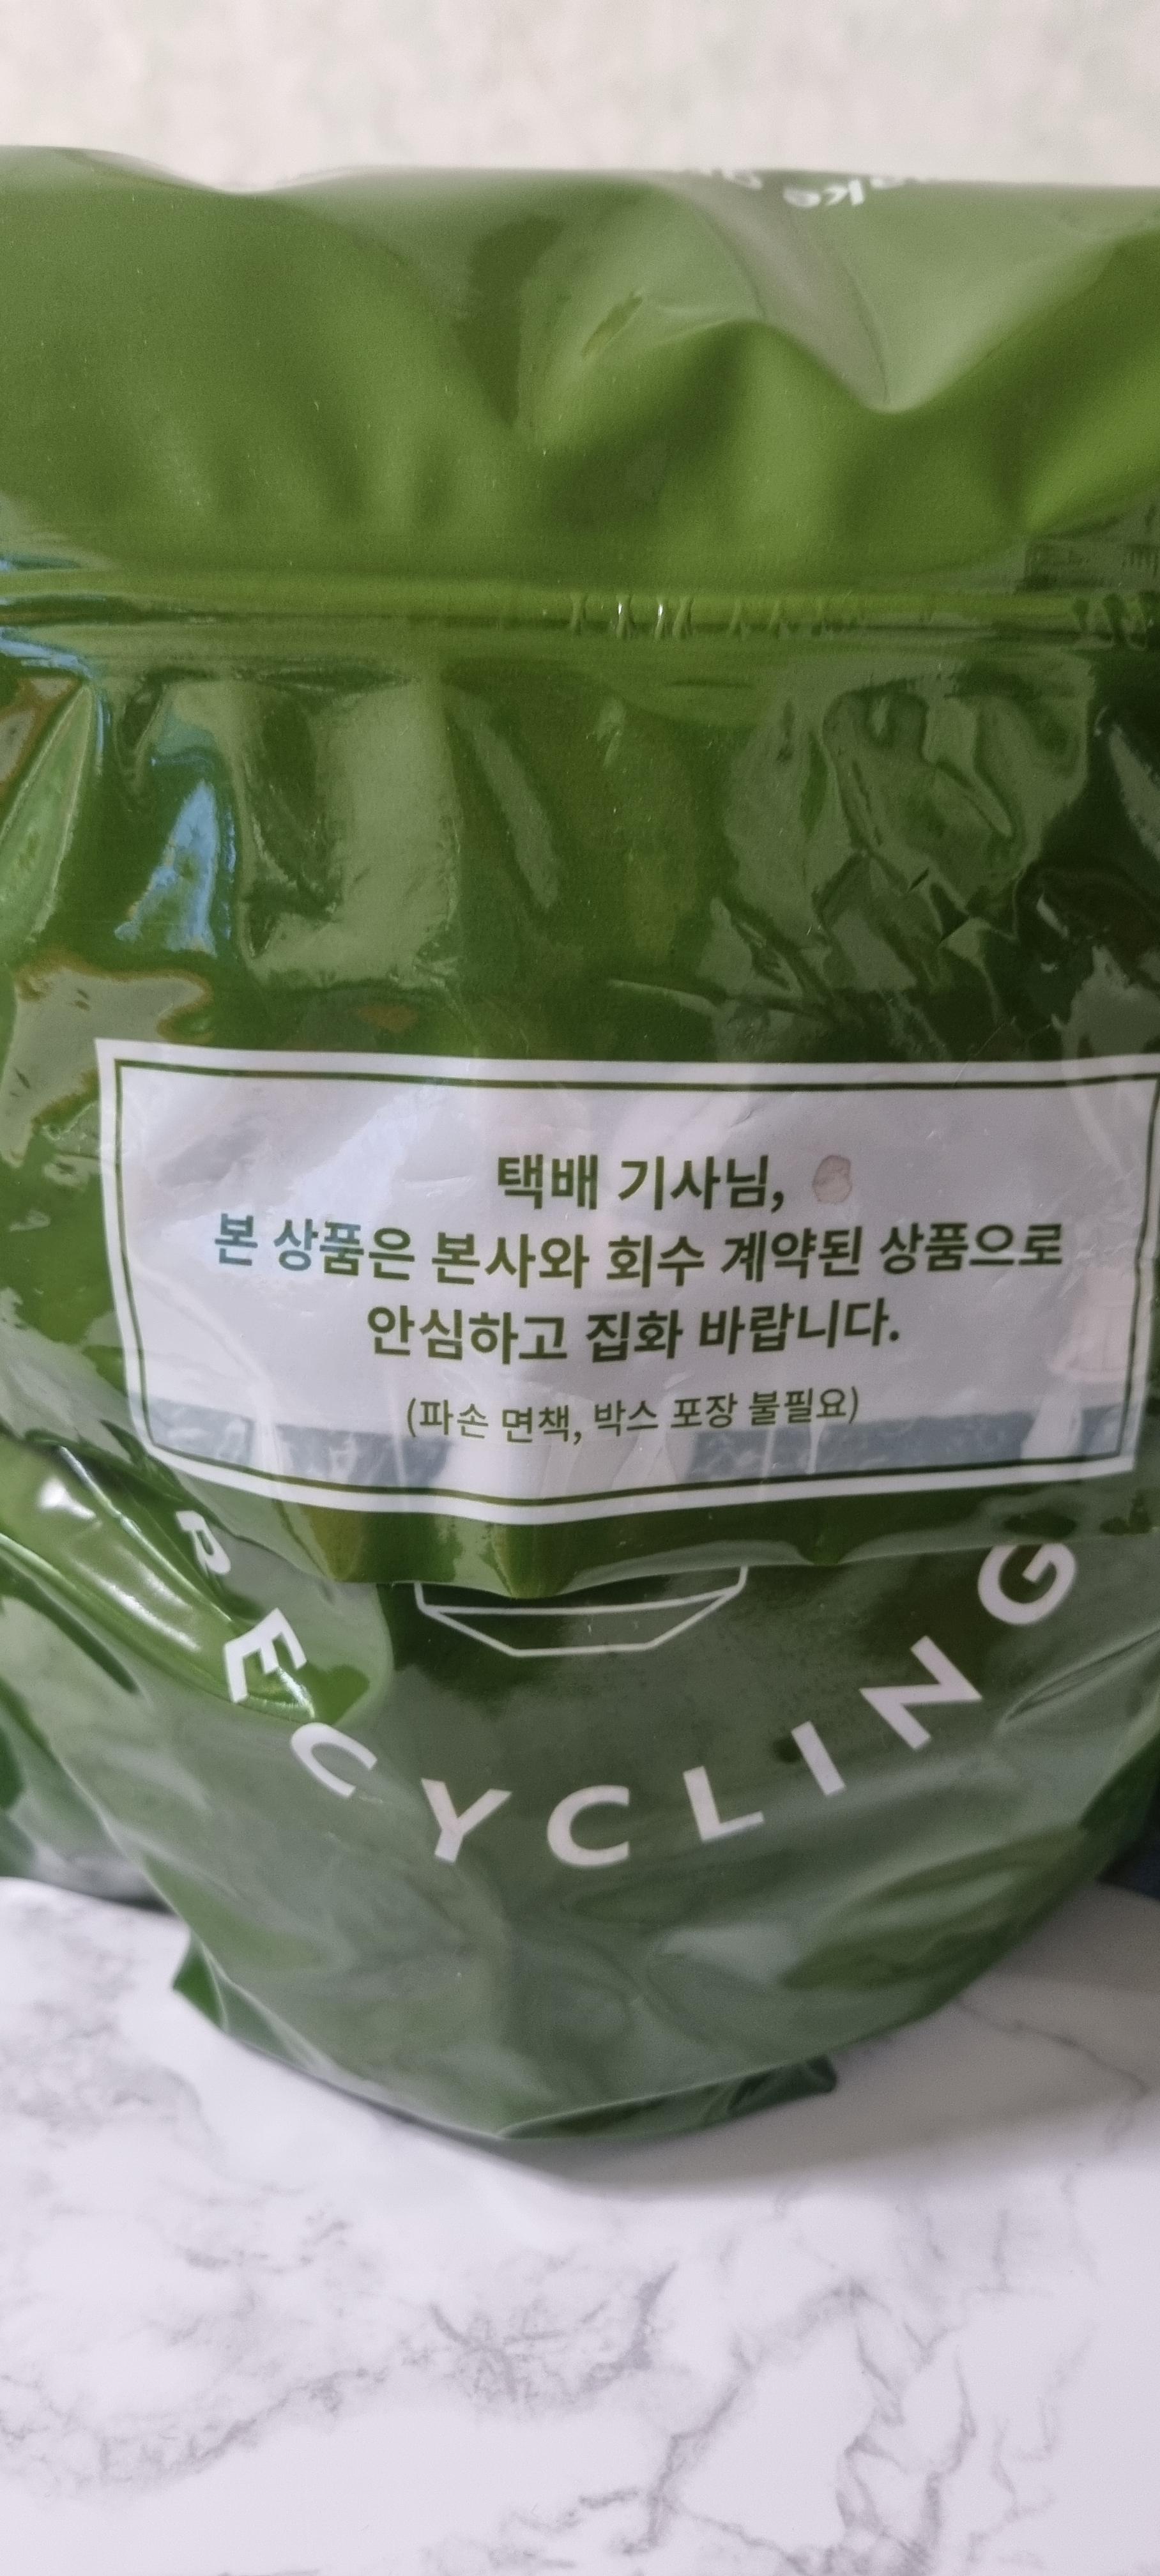 택배 기사님,
본 상품은 본사와 회수 계약된 상품으로
안심하고 집화 바랍니다.
(파손 면책, 박스 포장 불필요)
RECYCLING